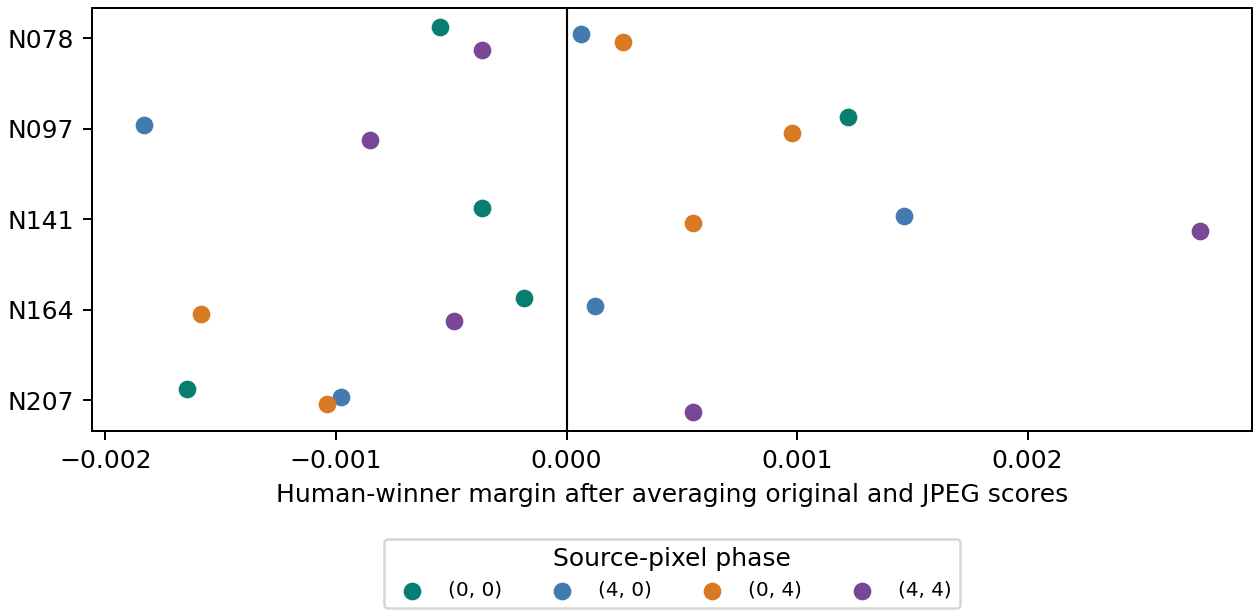 N078
N097
N141
N164
N207
−0.002 −0.001 0.000 0.001 0.002
Human-winner margin after averaging original and JPEG scores
Source-pixel phase
(0, 0) (4, 0) (0, 4) (4, 4)